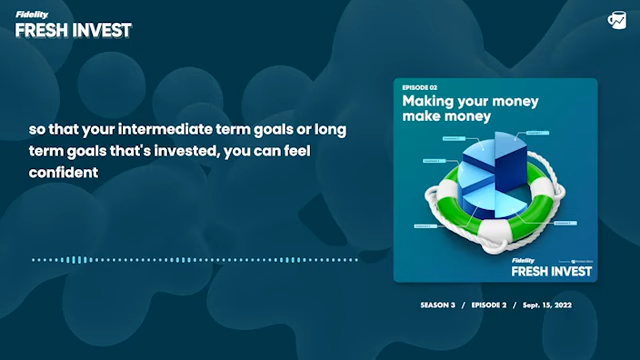 Fidelity
FRESH INVEST
so that your intermediate term goals or long
term goals that's invested, you can feel
confident
EPISODE 02
Making your money
make money
Fidelity
FRESH INVEST
SEASON 3 / EPISODE 2 / Sept. 15, 2022